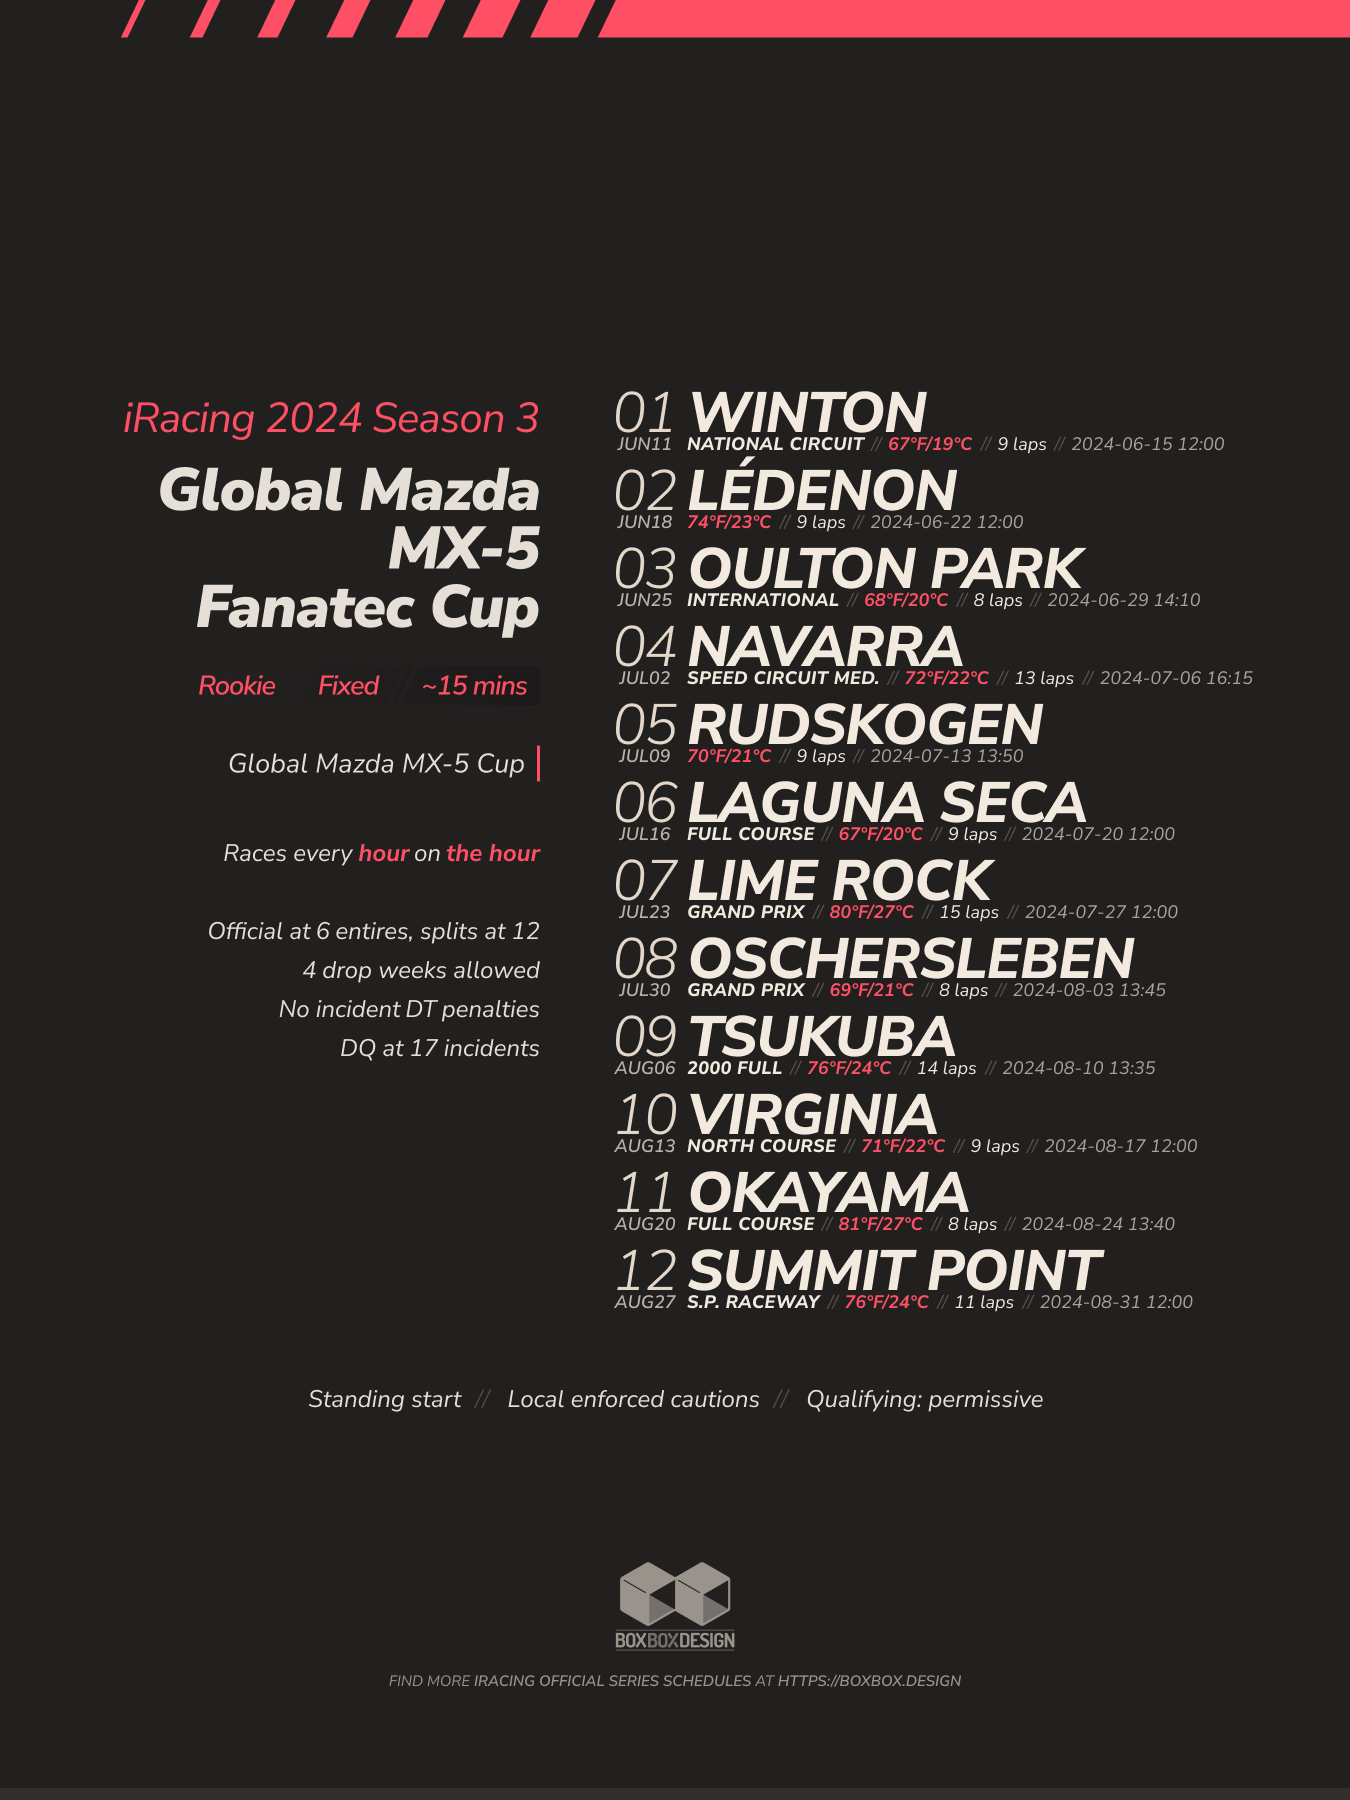 iRacing 2024 Season 3
Global Mazda
MX-5
Fanatec Cup
Rookie Fixed // ~15 mins
Global Mazda MX-5 Cup
Races every hour on the hour
Official at 6 entires, splits at 12
4 drop weeks allowed
No incident DT penalties
DQ at 17 incidents
01 WINTON
JUN11 NATIONAL CIRCUIT // 67°F/19°C // 9 laps // 2024-06-15 12:00
02 LÉDENON
JUN18 74°F/23°C // 9 laps // 2024-06-22 12:00
03 OULTON PARK
JUN25 INTERNATIONAL // 68°F/20°C // 8 laps // 2024-06-29 14:10
04 NAVARRA
JUL02 SPEED CIRCUIT MED. // 72°F/22°C // 13 laps // 2024-07-06 16:15
05 RUDSKOGEN
JUL09 70°F/21°C // 9 laps // 2024-07-13 13:50
06 LAGUNA SECA
JUL16 FULL COURSE // 67°F/20°C // 9 laps // 2024-07-20 12:00
07 LIME ROCK
JUL23 GRAND PRIX // 80°F/27°C // 15 laps // 2024-07-27 12:00
08 OSCHERSLEBEN
JUL30 GRAND PRIX // 69°F/21°C // 8 laps // 2024-08-03 13:45
09 TSUKUBA
AUG06 2000 FULL // 76°F/24°C // 14 laps // 2024-08-10 13:35
10 VIRGINIA
AUG13 NORTH COURSE // 71°F/22°C // 9 laps // 2024-08-17 12:00
11 OKAYAMA
AUG20 FULL COURSE // 81°F/27°C // 8 laps // 2024-08-24 13:40
12 SUMMIT POINT
AUG27 S.P. RACEWAY // 76°F/24°C // 11 laps // 2024-08-31 12:00
Standing start // Local enforced cautions // Qualifying: permissive
BOXBOXDESIGN
FIND MORE IRACING OFFICIAL SERIES SCHEDULES AT HTTPS://BOXBOX.DESIGN